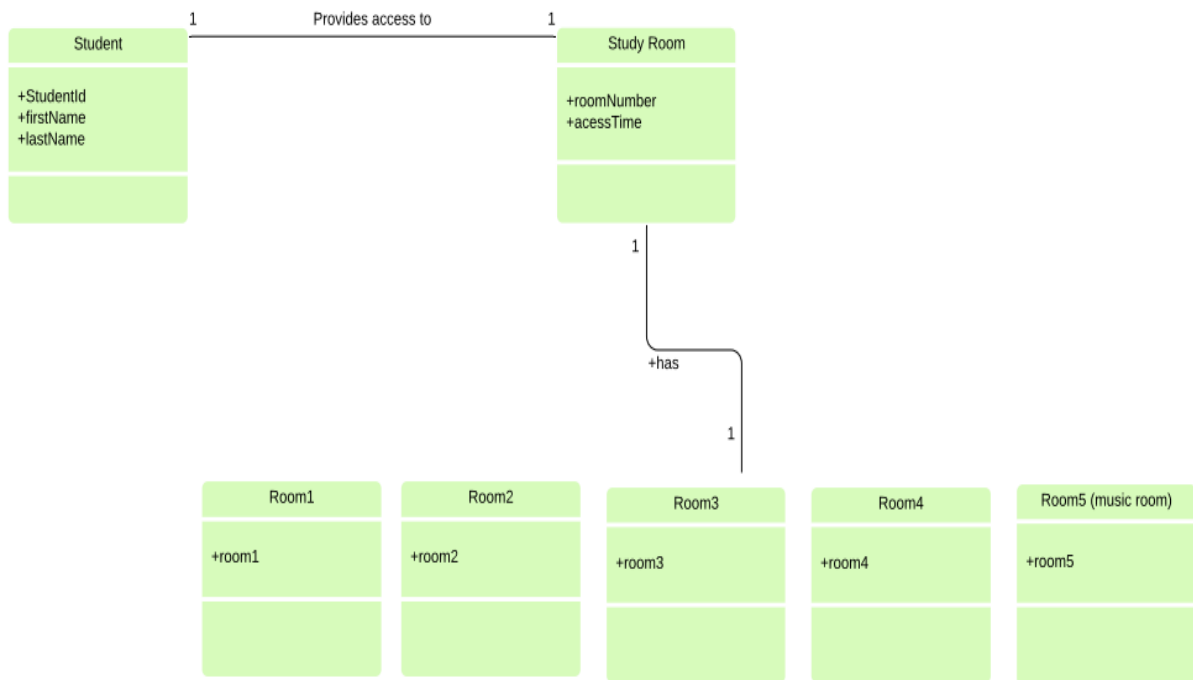 1 Provides access to 1
Student
+StudentId
+firstName
+lastName
Study Room
+roomNumber
+acessTime
1
+has
1
Room1
+room1
Room2
+room2
Room3
+room3
Room4
+room4
Room5 (music room)
+room5